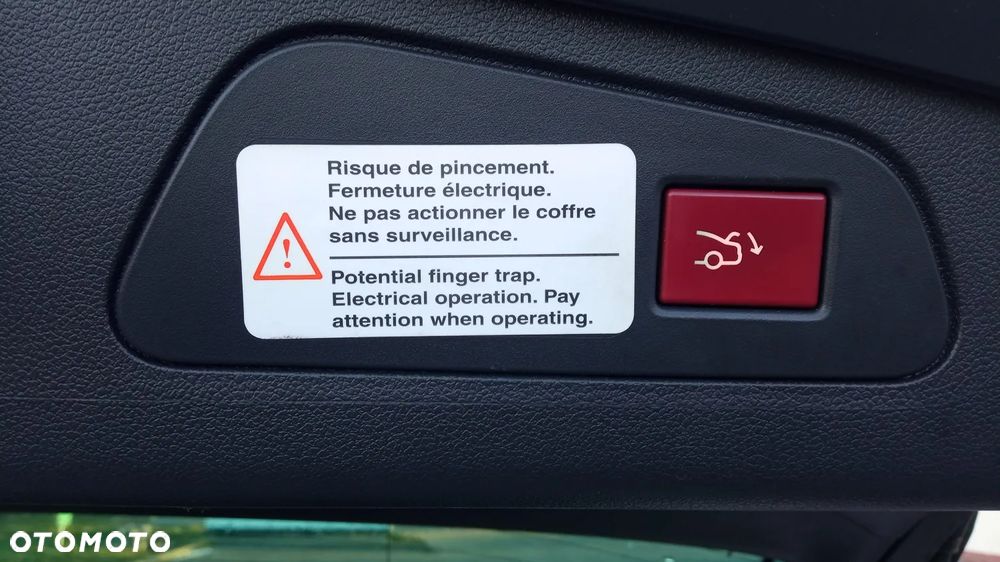 Risque de pincement.
Fermeture électrique.
Ne pas actionner le coffre
sans surveillance.
Potential finger trap.
Electrical operation. Pay
attention when operating.
OTOMOTO